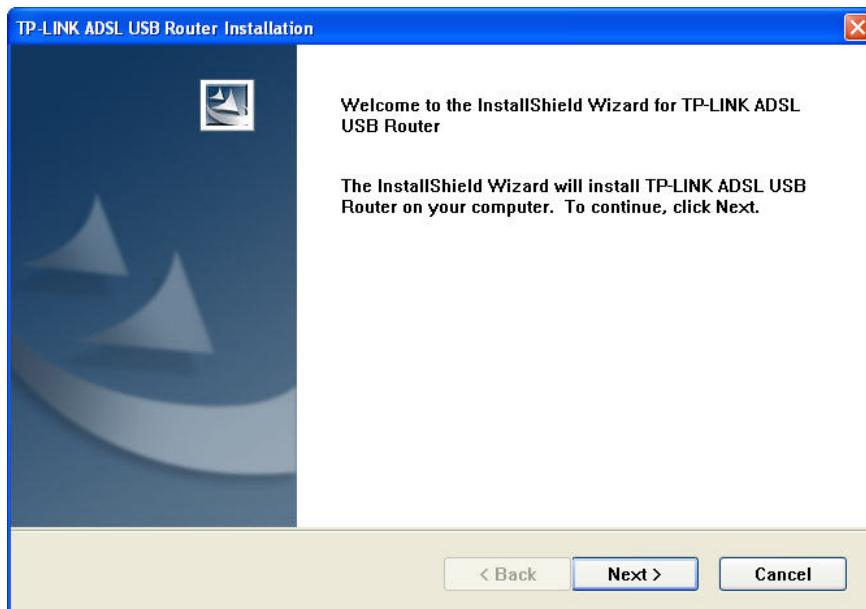 TP-LINK ADSL USB Router Installation
Welcome to the InstallShield Wizard for TP-LINK ADSL
USB Router
The InstallShield Wizard will install TP-LINK ADSL USB
Router on your computer. To continue, click Next.
< Back
Next >
Cancel